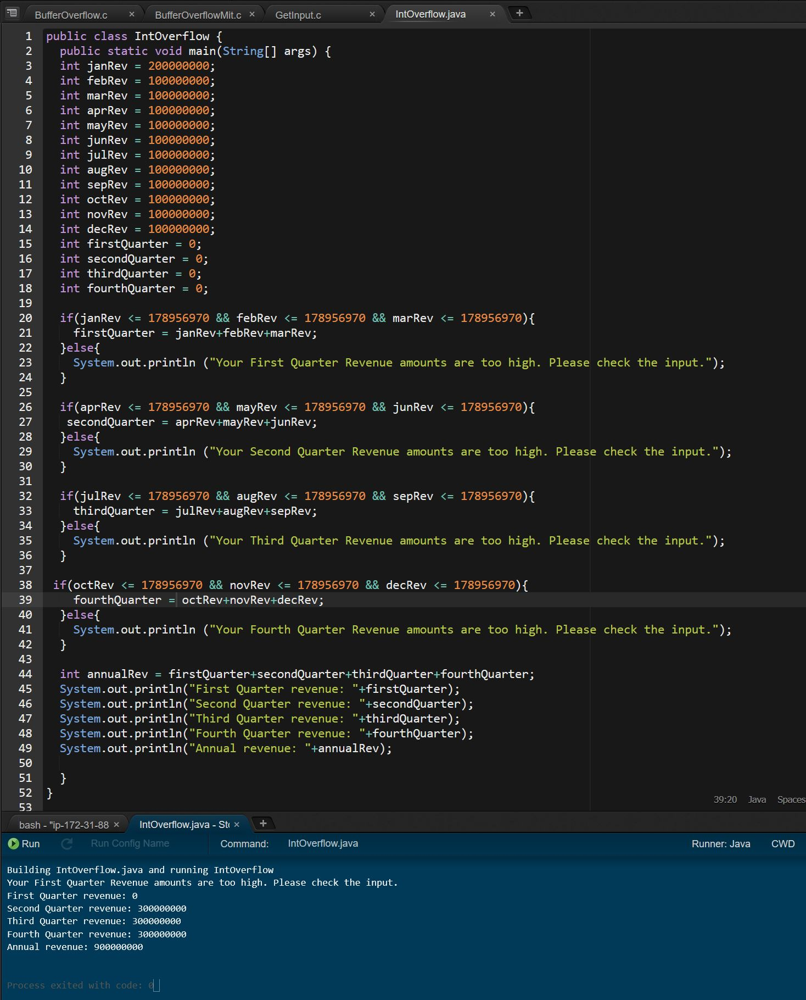 BufferOverflow.c × BufferOverflowMit.c × GetInput.c × IntOverflow.java × +
1 public class IntOverflow {
2   public static void main(String[] args) {
3   int janRev = 200000000;
4   int febRev = 100000000;
5   int marRev = 100000000;
6   int aprRev = 100000000;
7   int mayRev = 100000000;
8   int junRev = 100000000;
9   int julRev = 100000000;
10   int augRev = 100000000;
11   int sepRev = 100000000;
12   int octRev = 100000000;
13   int novRev = 100000000;
14   int decRev = 100000000;
15   int firstQuarter = 0;
16   int secondQuarter = 0;
17   int thirdQuarter = 0;
18   int fourthQuarter = 0;
19
20   if(janRev <= 178956970 && febRev <= 178956970 && marRev <= 178956970){
21     firstQuarter = janRev+febRev+marRev;
22   }else{
23     System.out.println ("Your First Quarter Revenue amounts are too high. Please check the input.");
24   }
25
26   if(aprRev <= 178956970 && mayRev <= 178956970 && junRev <= 178956970){
27    secondQuarter = aprRev+mayRev+junRev;
28   }else{
29     System.out.println ("Your Second Quarter Revenue amounts are too high. Please check the input.");
30   }
31
32   if(julRev <= 178956970 && augRev <= 178956970 && sepRev <= 178956970){
33     thirdQuarter = julRev+augRev+sepRev;
34   }else{
35     System.out.println ("Your Third Quarter Revenue amounts are too high. Please check the input.");
36   }
37
38  if(octRev <= 178956970 && novRev <= 178956970 && decRev <= 178956970){
39     fourthQuarter = octRev+novRev+decRev;
40   }else{
41     System.out.println ("Your Fourth Quarter Revenue amounts are too high. Please check the input.");
42   }
43
44   int annualRev = firstQuarter+secondQuarter+thirdQuarter+fourthQuarter;
45   System.out.println("First Quarter revenue: "+firstQuarter);
46   System.out.println("Second Quarter revenue: "+secondQuarter);
47   System.out.println("Third Quarter revenue: "+thirdQuarter);
48   System.out.println("Fourth Quarter revenue: "+fourthQuarter);
49   System.out.println("Annual revenue: "+annualRev);
50
51   }
52 }
53
39:20 Java Spaces
bash - "ip-172-31-88 × IntOverflow.java - Sto × +
Run Run Config Name Command: IntOverflow.java Runner: Java CWD
Building IntOverflow.java and running IntOverflow
Your First Quarter Revenue amounts are too high. Please check the input.
First Quarter revenue: 0
Second Quarter revenue: 300000000
Third Quarter revenue: 300000000
Fourth Quarter revenue: 300000000
Annual revenue: 900000000
Process exited with code: 0